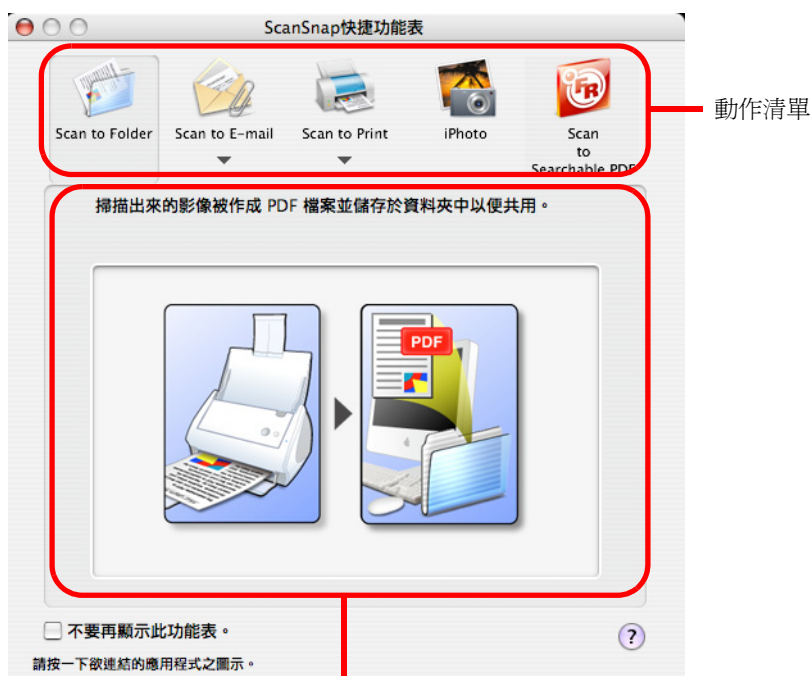 ScanSnap快捷功能表
Scan to Folder
Scan to E-mail
Scan to Print
iPhoto
Scan
to
Searchable PDF
動作清單
掃描出來的影像被作成 PDF 檔案並儲存於資料夾中以便共用。
PDF
不要再顯示此功能表。
?
請按一下欲連結的應用程式之圖示。